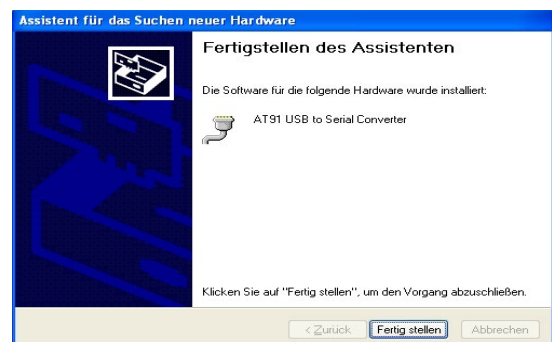 Assistent für das Suchen neuer Hardware
Fertigstellen des Assistenten
Die Software für die folgende Hardware wurde installiert:
AT91 USB to Serial Converter
Klicken Sie auf "Fertig stellen", um den Vorgang abzuschließen.
< Zurück Fertig stellen Abbrechen